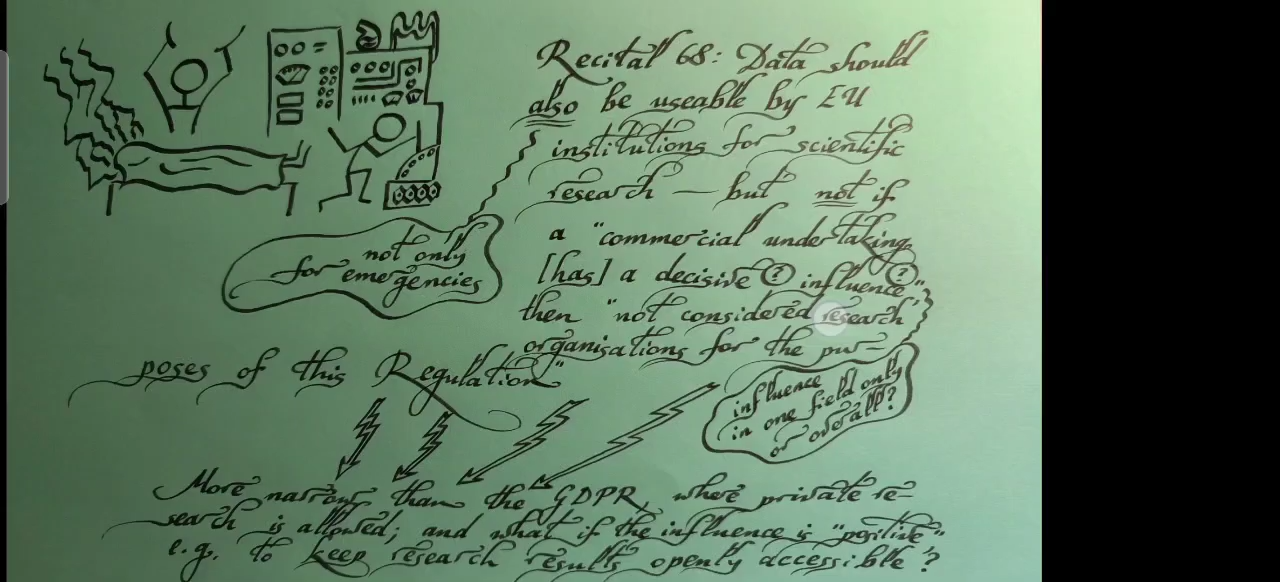 Recital 68: Data should
also be useable by EU
institutions for scientific
research — but not if
a "commercial undertaking
[has] a decisive (?) influence (?)"
then "not considered research
organisations for the pur-
poses of this Regulation"
not only
for emergencies
influence
in one field only
or overall?
More narrow than the GDPR, where private re-
search is allowed; and what if the influence is "positive"
e.g. to keep research results openly accessible?